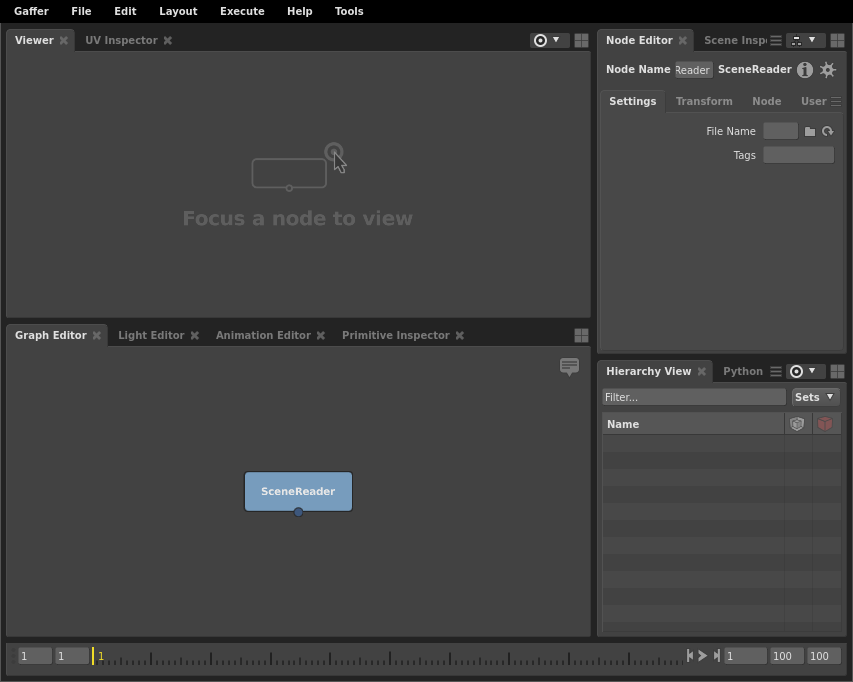 Gaffer File Edit Layout Execute Help Tools
Viewer UV Inspector
Focus a node to view
Graph Editor Light Editor Animation Editor Primitive Inspector
SceneReader
Node Editor Scene Insp
Node Name Reader SceneReader
Settings Transform Node User
File Name
Tags
Hierarchy View Python
Filter... Sets
Name
1 1 1 1 100 100